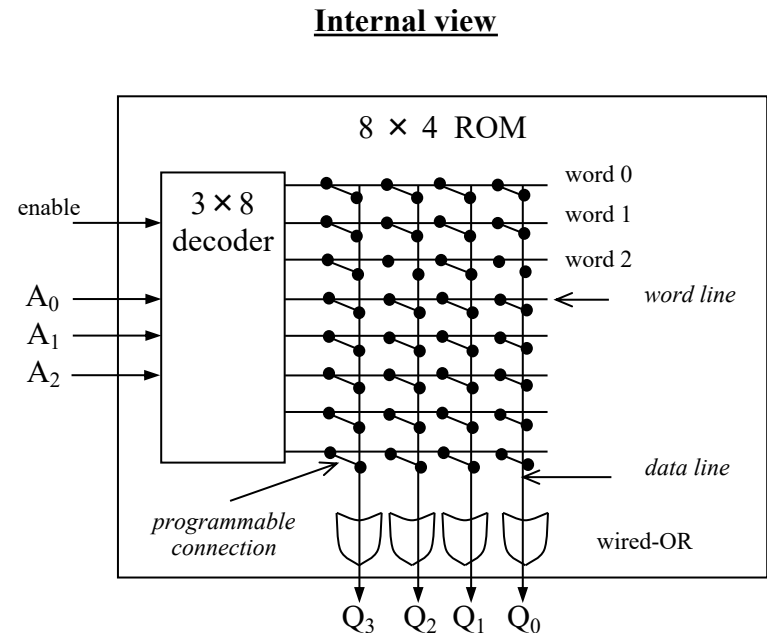 Internal view
8 × 4 ROM
word 0
3 × 8
decoder
enable
word 1
word 2
A₀
word line
A₁
A₂
data line
programmable
connection
wired-OR
Q₃ Q₂ Q₁ Q₀